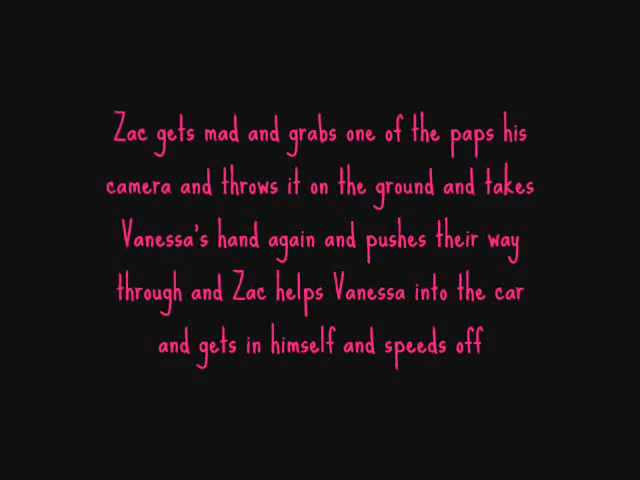 Zac gets mad and grabs one of the paps his
camera and throws it on the ground and takes
Vanessa's hand again and pushes their way
through and Zac helps Vanessa into the car
and gets in himself and speeds off